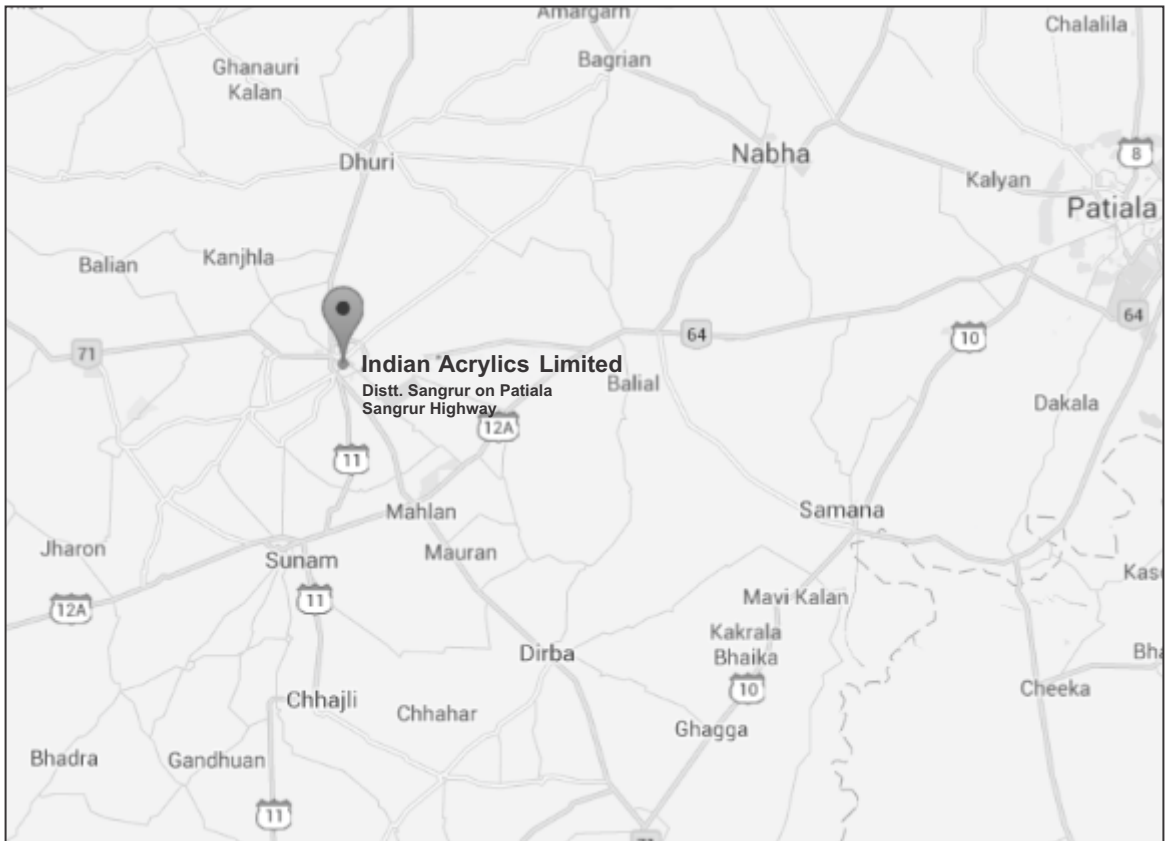 Amargarh
Chalalila
Bagrian
Ghanauri
Kalan
Nabha
8
Dhuri
Kalyan
Patiala
Kanjhla
Balian
64
64
10
71
Indian Acrylics Limited
Distt. Sangrur on Patiala
Sangrur Highway
Balial
Dakala
12A
11
Mahlan
Samana
Jharon
Mauran
Sunam
Kaso
11
Mavi Kalan
12A
Kakrala
Bhaika
Dirba
Bha
10
Cheeka
Chhajli
Chhahar
Ghagga
Bhadra
Gandhuan
11